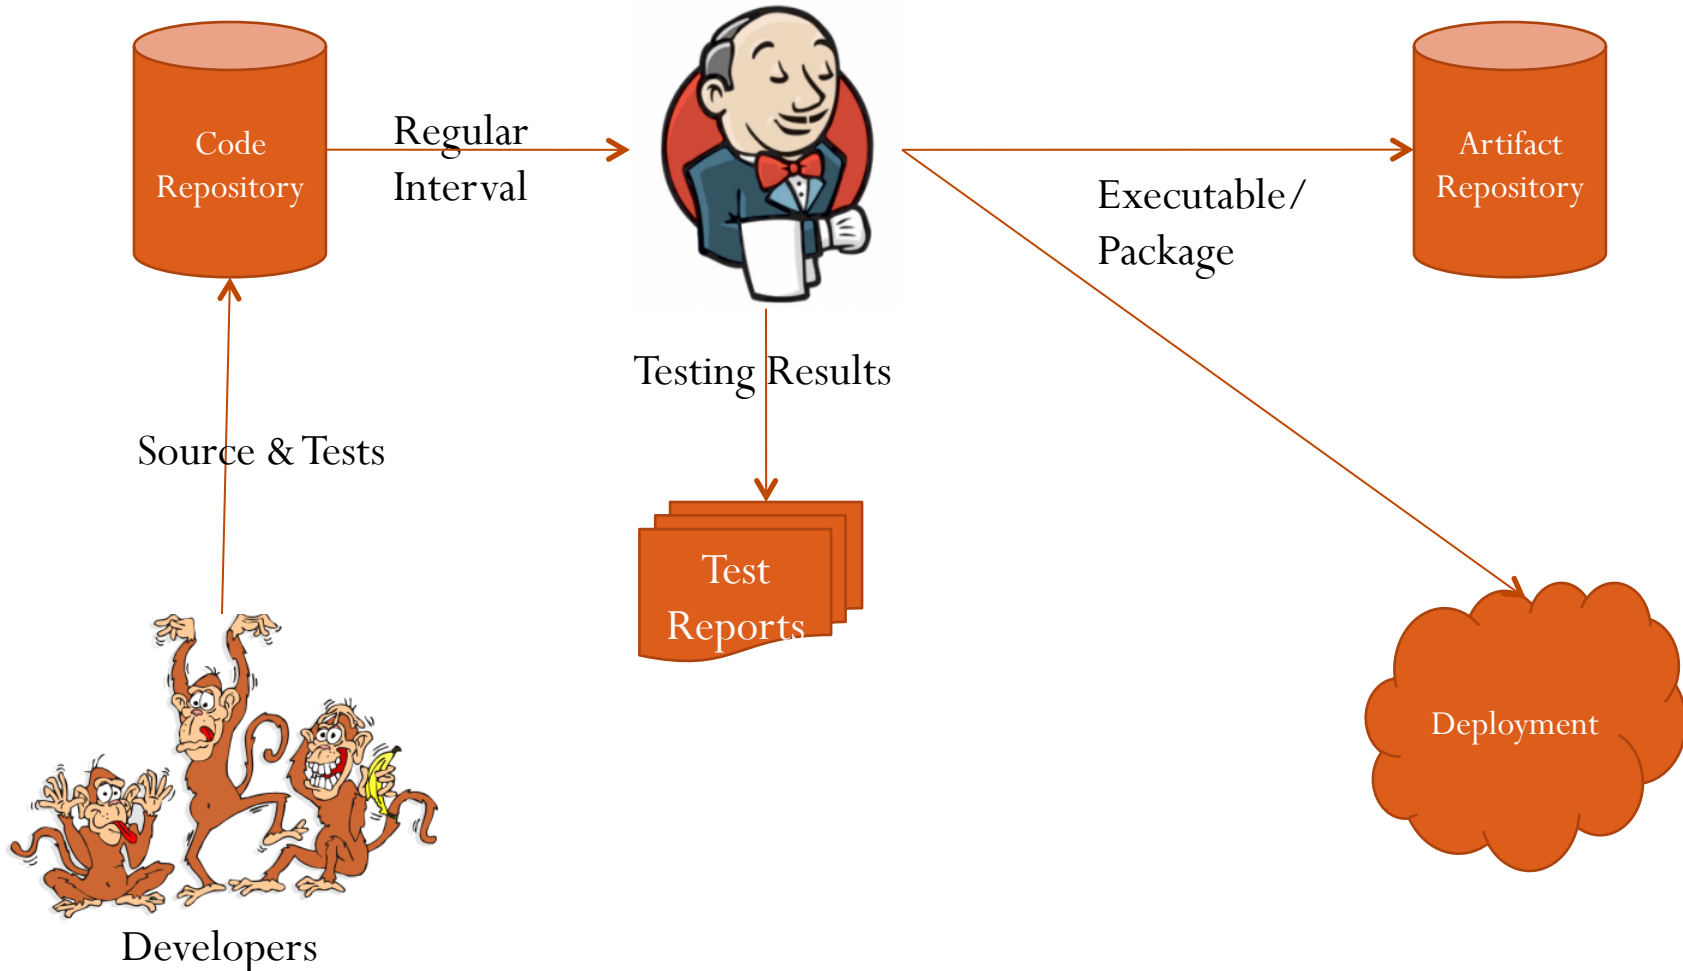 Code
Repository
Regular
Interval
Executable/
Package
Artifact
Repository
Testing Results
Source & Tests
Test
Reports
Deployment
Developers